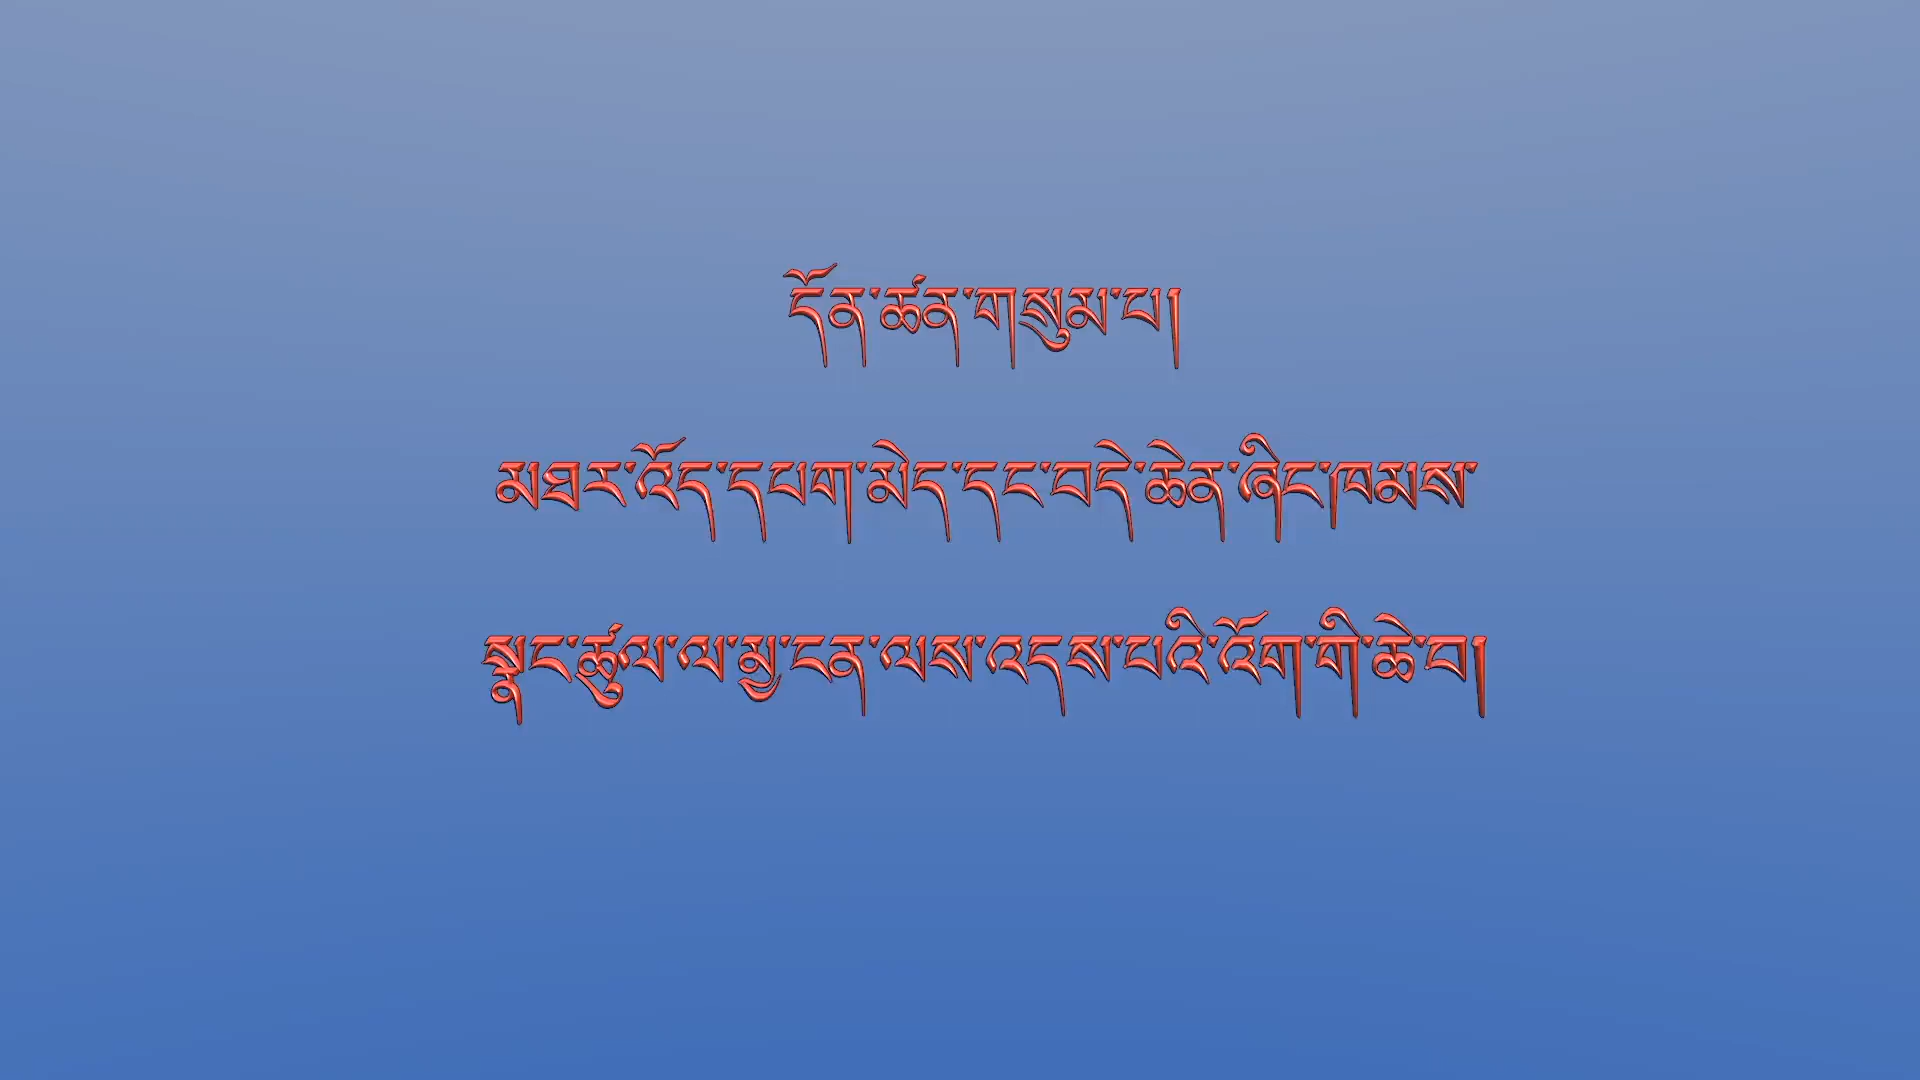 དོན་ཚན་གསུམ་པ།
མཐར་འོད་དཔག་མེད་དང་བདེ་ཆེན་ཞིང་ཁམས་
སྣང་ཚུལ་ལ་མྱ་ངན་ལས་འདས་པའི་འོག་གི་ཆེ་བ།